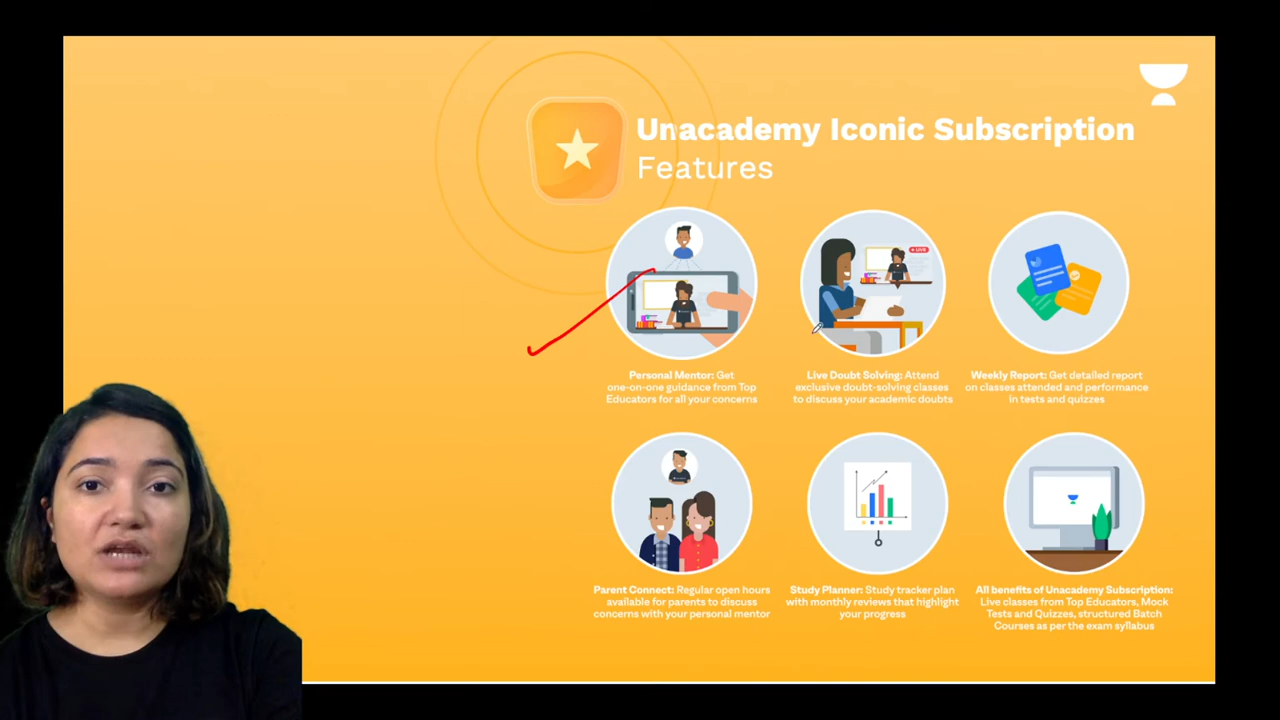 Unacademy Iconic Subscription
Features
LIVE
Personal Mentor: Get
one-on-one guidance from Top
Educators for all your concerns
Live Doubt Solving: Attend
exclusive doubt-solving classes
to discuss your academic doubts
Weekly Report: Get detailed report
on classes attended and performance
in tests and quizzes
Parent Connect: Regular open hours
available for parents to discuss
concerns with your personal mentor
Study Planner: Study tracker plan
with monthly reviews that highlight
your progress
All benefits of Unacademy Subscription:
Live classes from Top Educators, Mock
Tests and Quizzes, structured Batch
Courses as per the exam syllabus